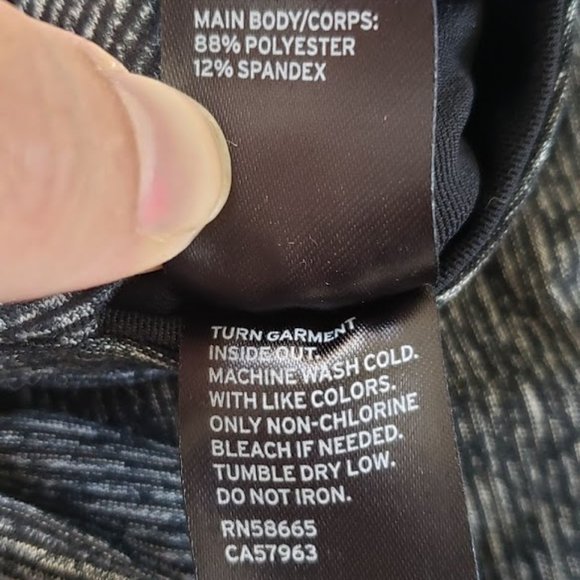 MAIN BODY/CORPS:
88% POLYESTER
12% SPANDEX
TURN GARMENT
INSIDE OUT.
MACHINE WASH COLD.
WITH LIKE COLORS.
ONLY NON-CHLORINE
BLEACH IF NEEDED.
TUMBLE DRY LOW.
DO NOT IRON.
RN58665
CA57963